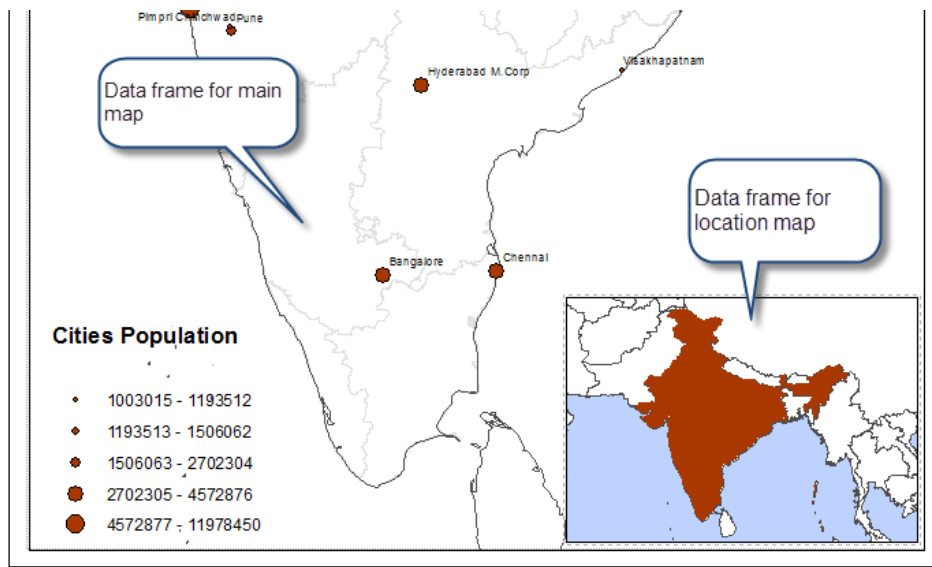 Pimpri Chinchwad
Pune
Data frame for main
map
Hyderabad M.Corp
Visakhapatnam
Data frame for
location map
Bangalore
Chennai
Cities Population
1003015 - 1193512
1193513 - 1506062
1506063 - 2702304
2702305 - 4572876
4572877 - 11978450